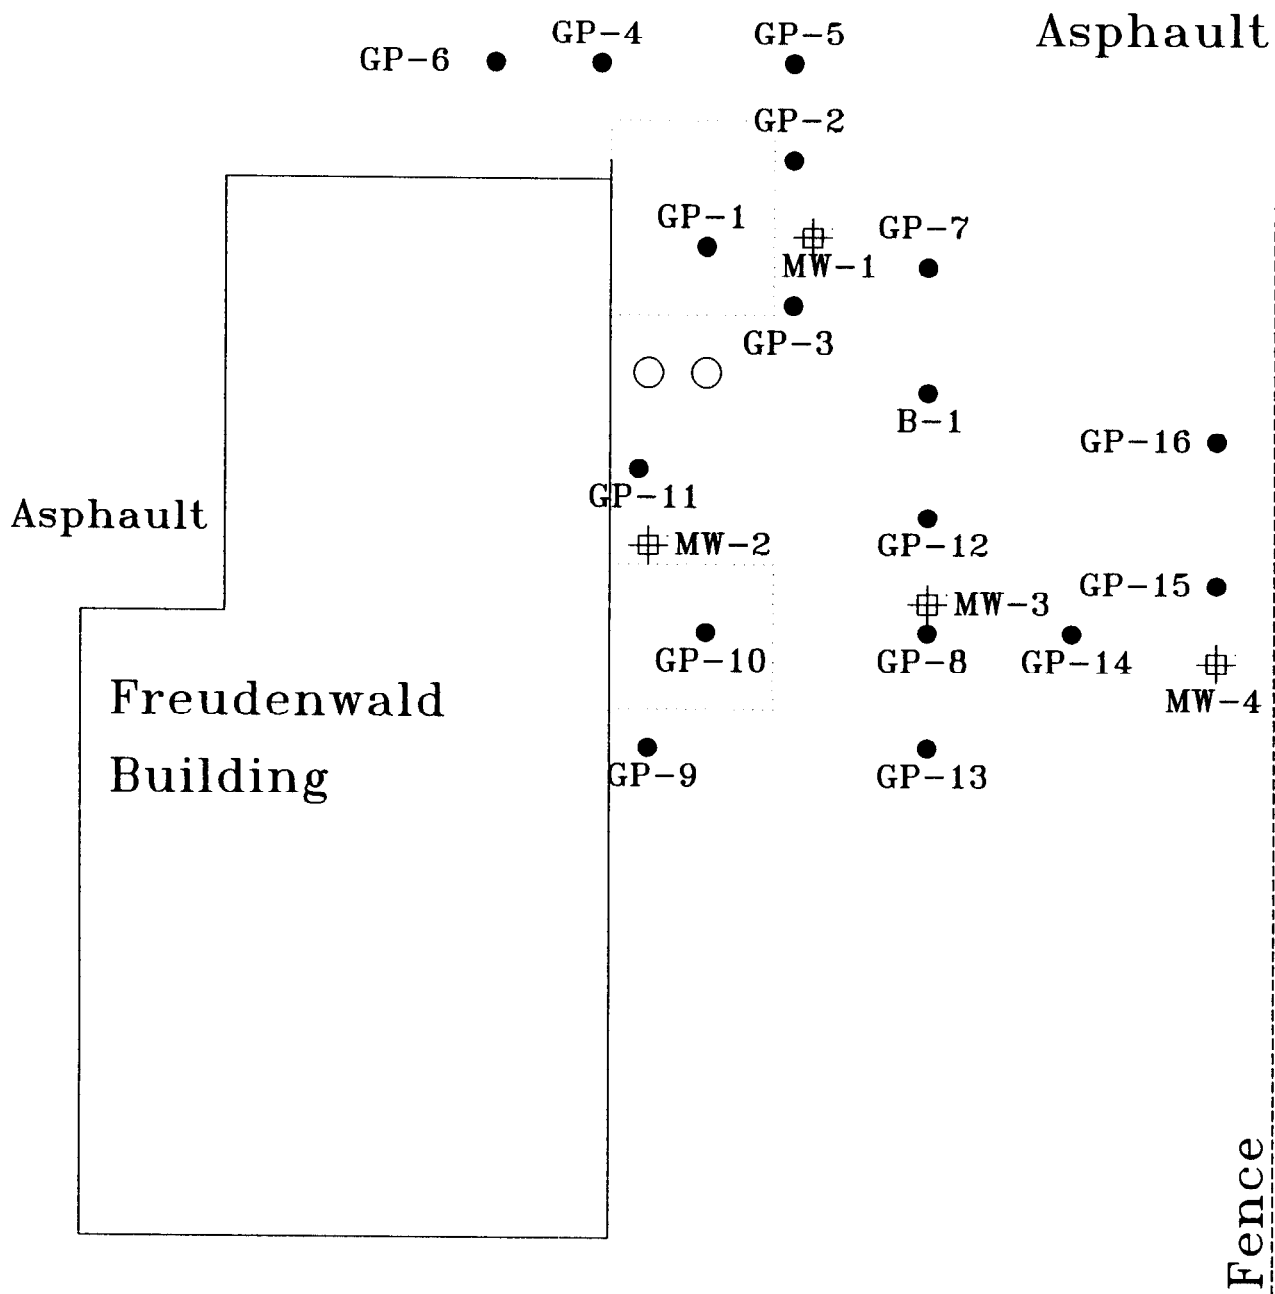 Asphault
GP-4
GP-5
GP-6
GP-2
GP-1
GP-7
MW-1
GP-3
B-1
GP-16
GP-11
Asphault
MW-2
GP-12
GP-15
MW-3
GP-10
GP-8
GP-14
Freudenwald
MW-4
Building
GP-9
GP-13
Fence